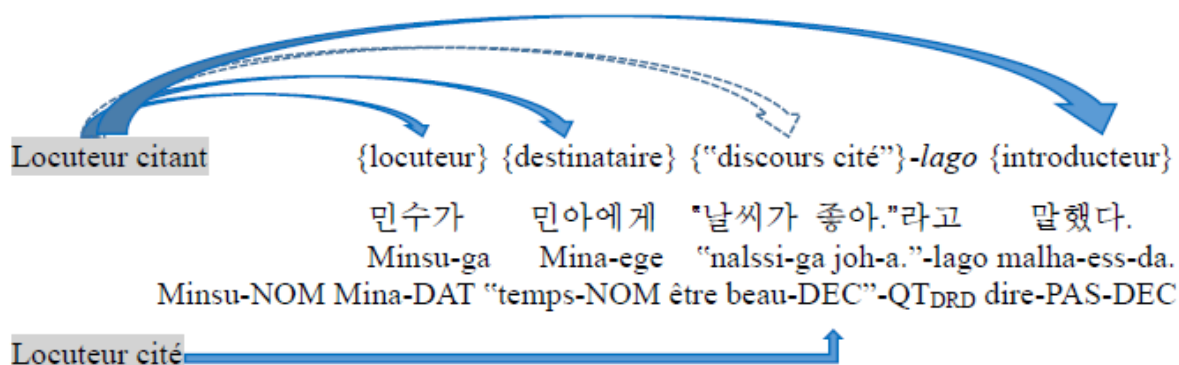 Locuteur citant {locuteur} {destinataire} {“discours cité”}-lago {introducteur}
민수가 민아에게 "날씨가 좋아."라고 말했다.
Minsu-ga Mina-ege “nalssi-ga joh-a.”-lago malha-ess-da.
Minsu-NOM Mina-DAT “temps-NOM être beau-DEC”-QTDRD dire-PAS-DEC
Locuteur cité